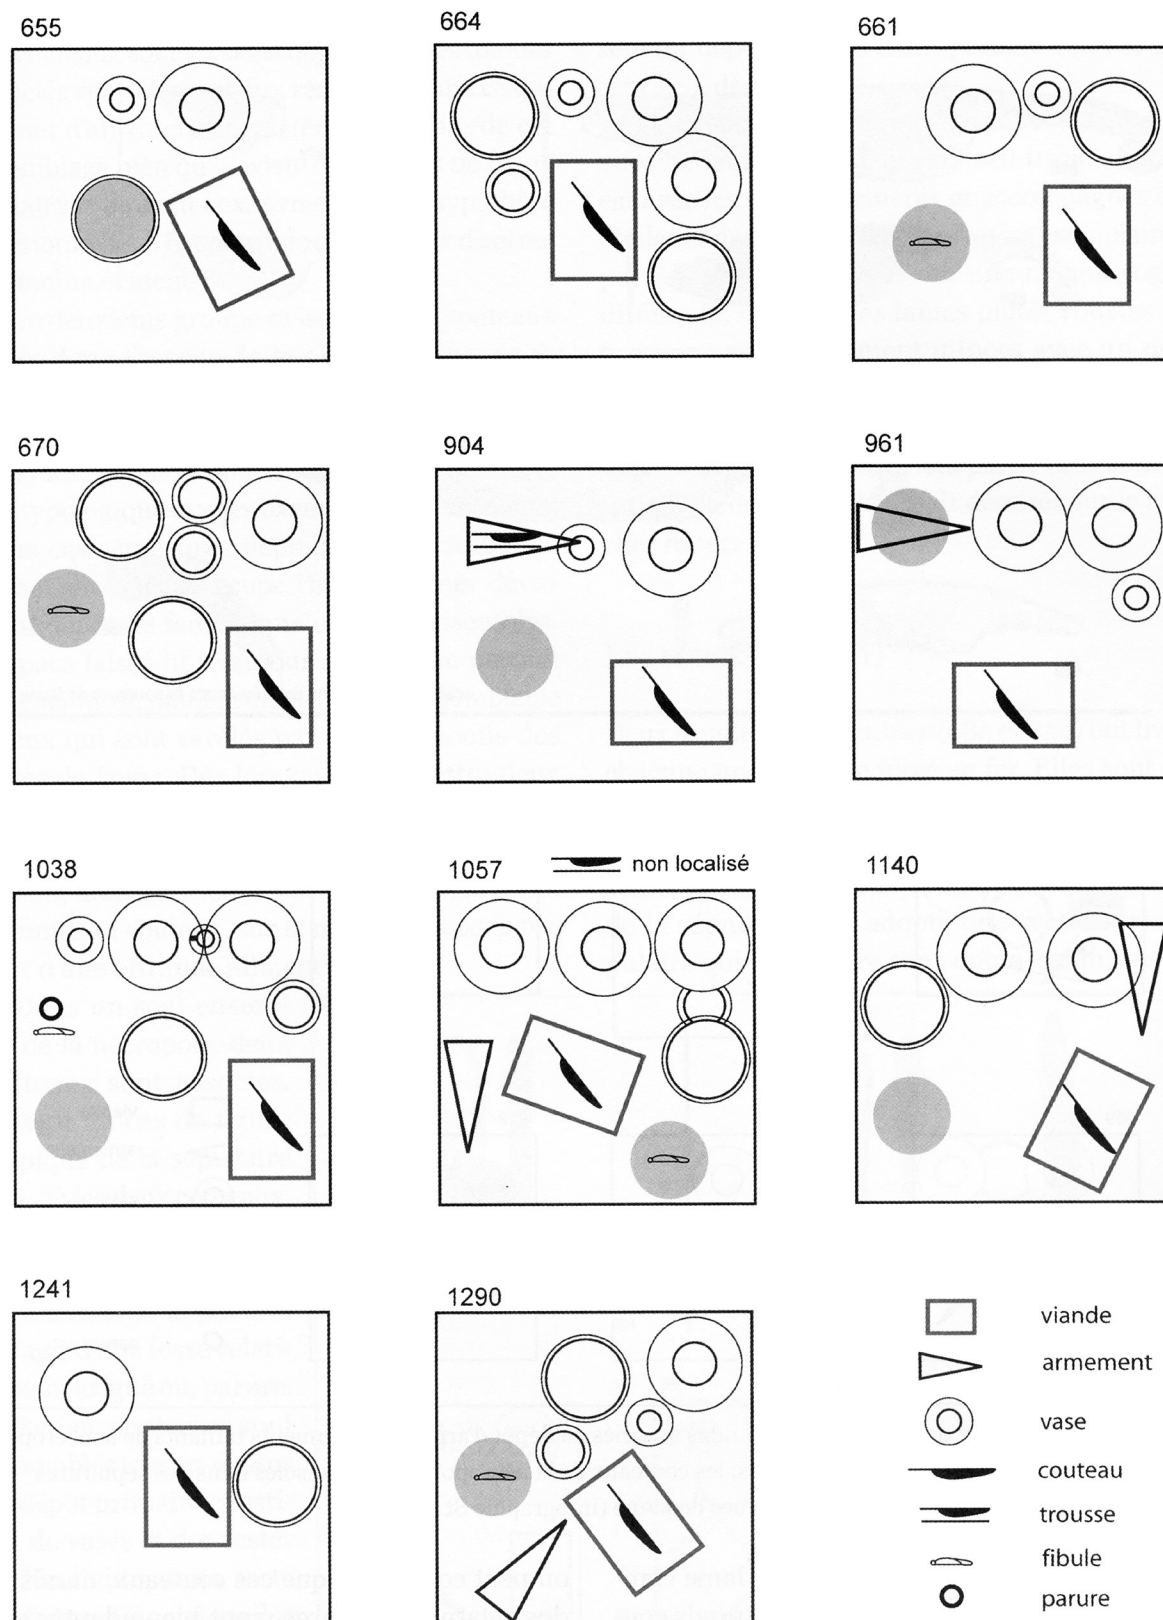 655
664
661
670
904
961
1038
1057
non localisé
1140
1241
1290
viande
armement
vase
couteau
trousse
fibule
parure